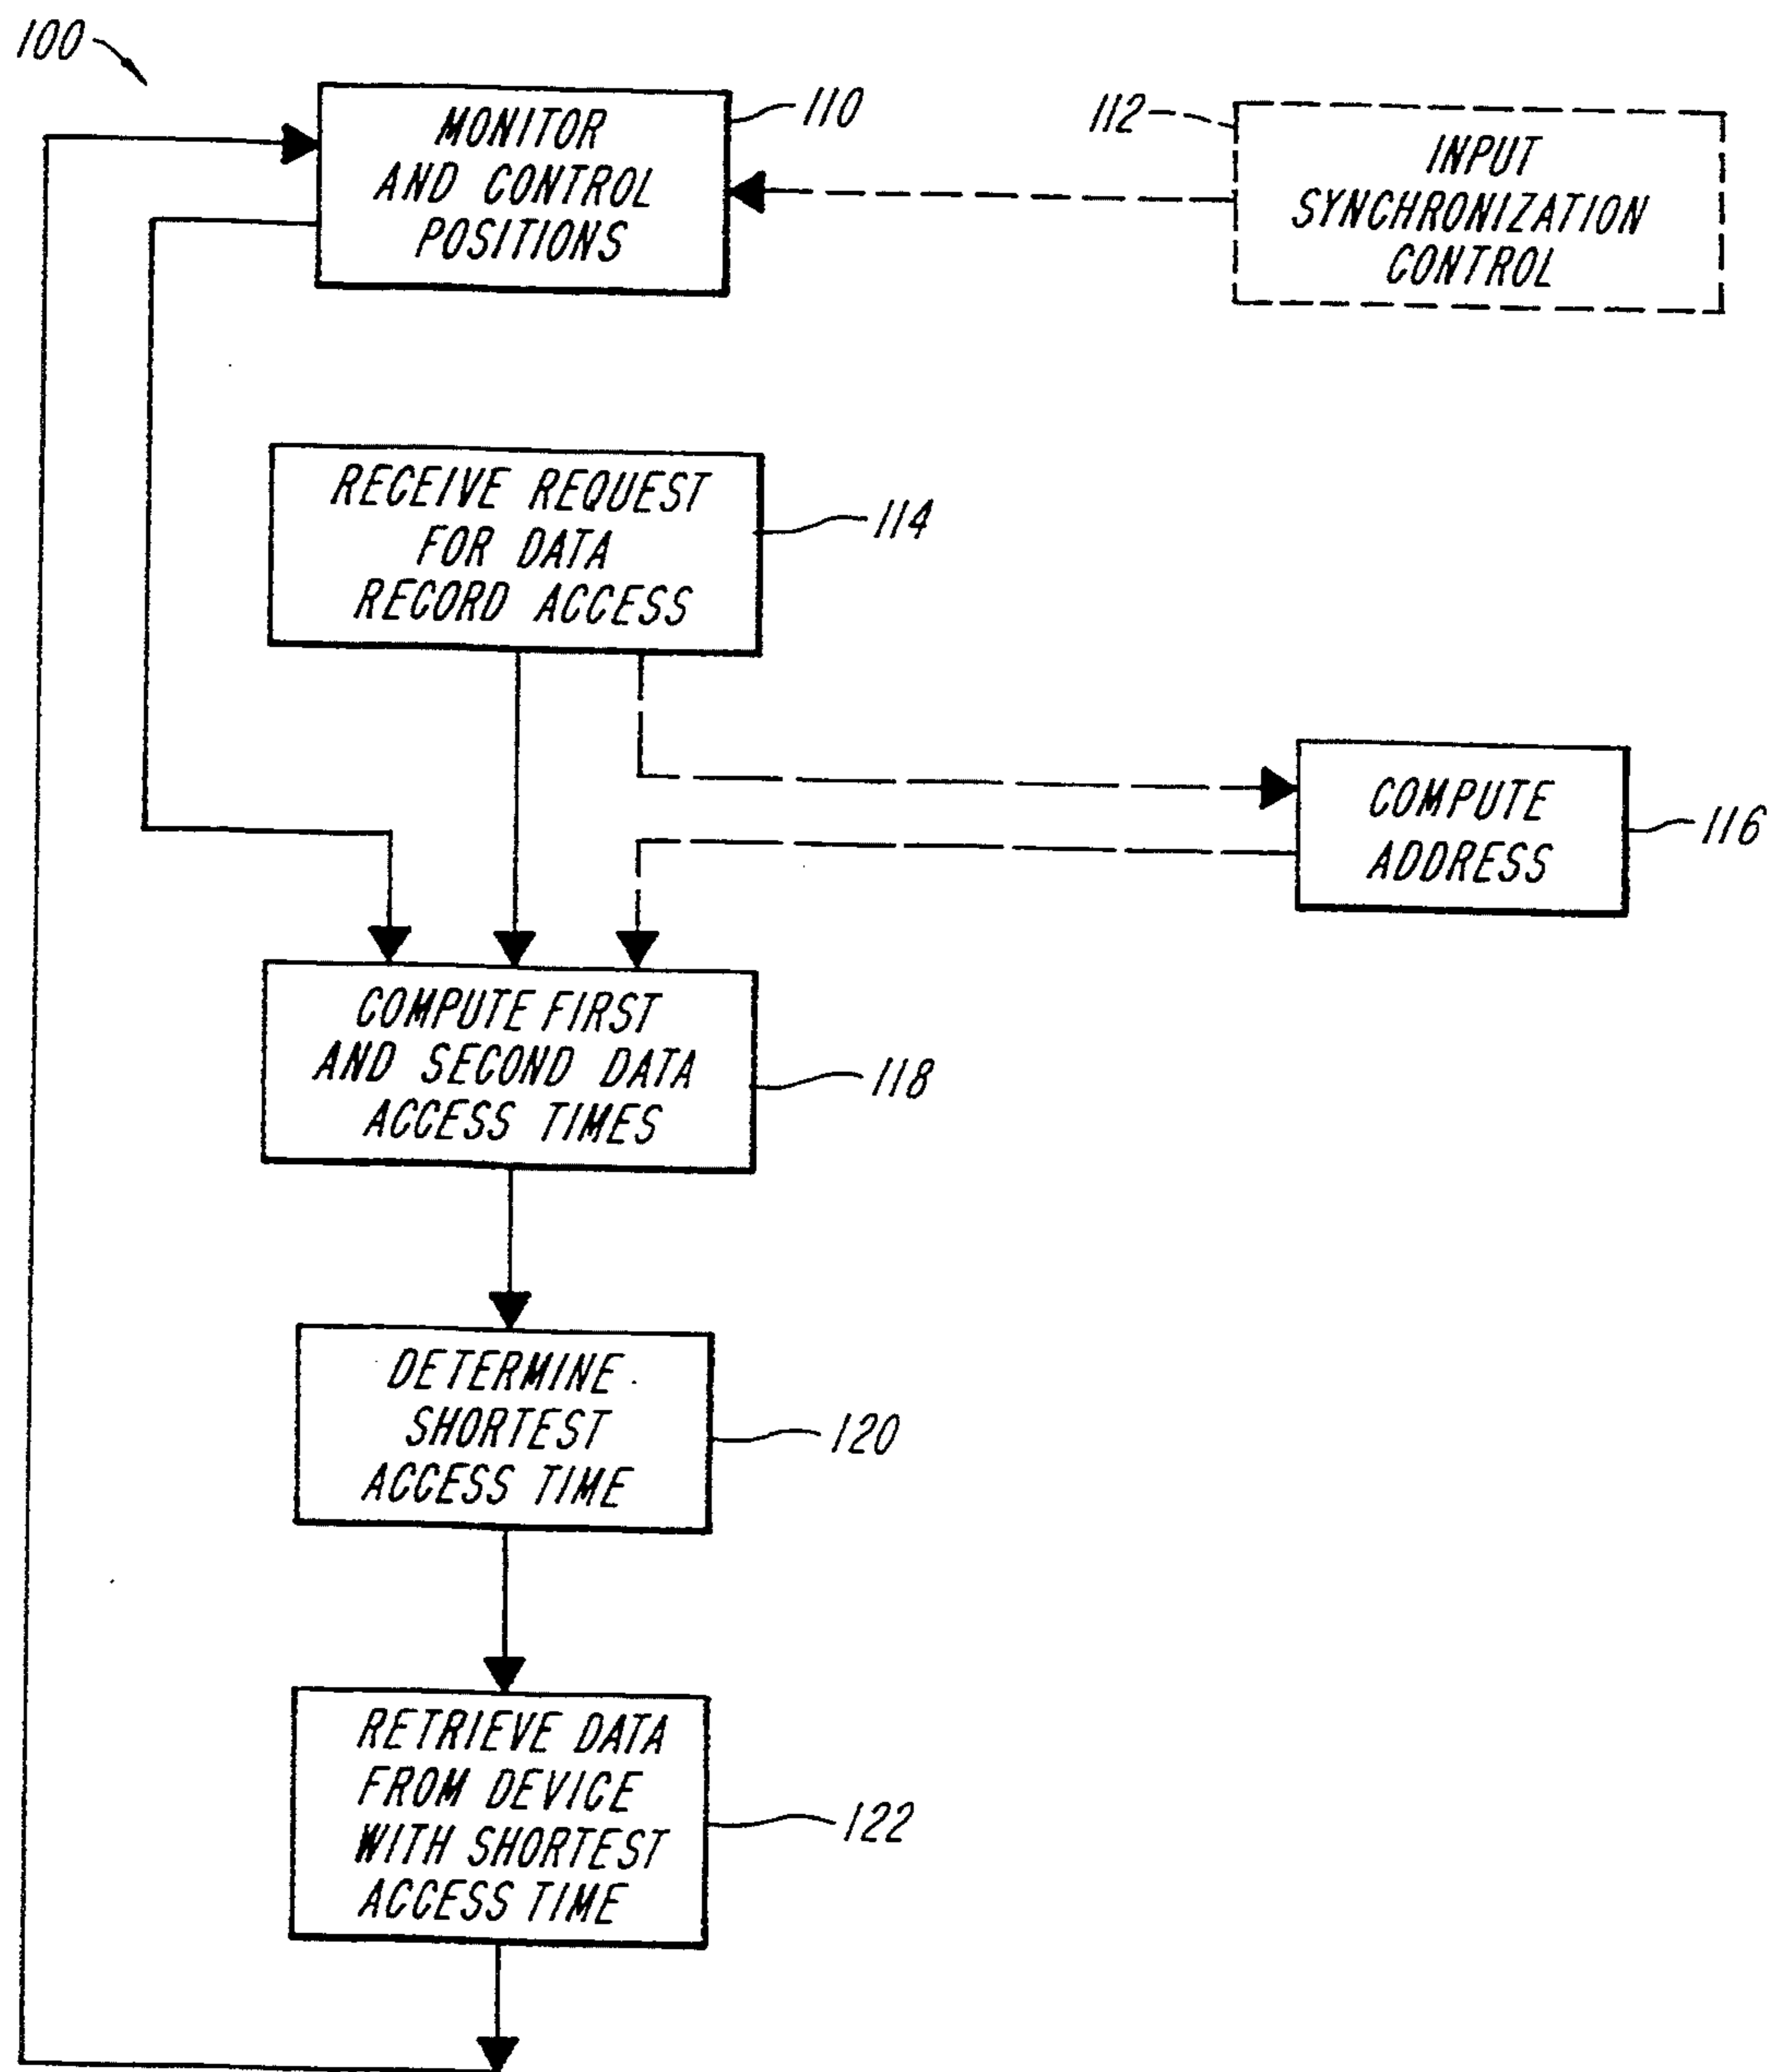 100
MONITOR
AND CONTROL
POSITIONS
110
112
INPUT
SYNCHRONIZATION
CONTROL
RECEIVE REQUEST
FOR DATA
RECORD ACCESS
114
COMPUTE
ADDRESS
116
COMPUTE FIRST
AND SECOND DATA
ACCESS TIMES
118
DETERMINE
SHORTEST
ACCESS TIME
120
RETRIEVE DATA
FROM DEVICE
WITH SHORTEST
ACCESS TIME
122